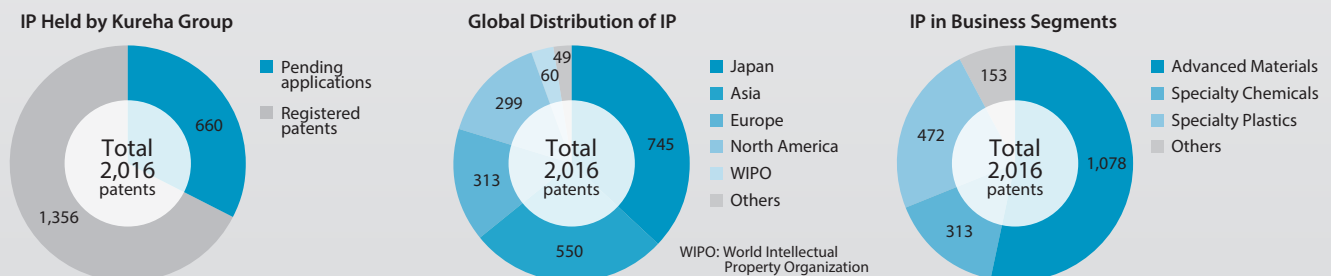 IP Held by Kureha Group
660
1,356
Total
2,016
patents
Pending
applications
Registered
patents
Global Distribution of IP
49
60
299
745
313
550
Total
2,016
patents
Japan
Asia
Europe
North America
WIPO
Others
WIPO: World Intellectual
Property Organization
IP in Business Segments
153
472
1,078
313
Total
2,016
patents
Advanced Materials
Specialty Chemicals
Specialty Plastics
Others